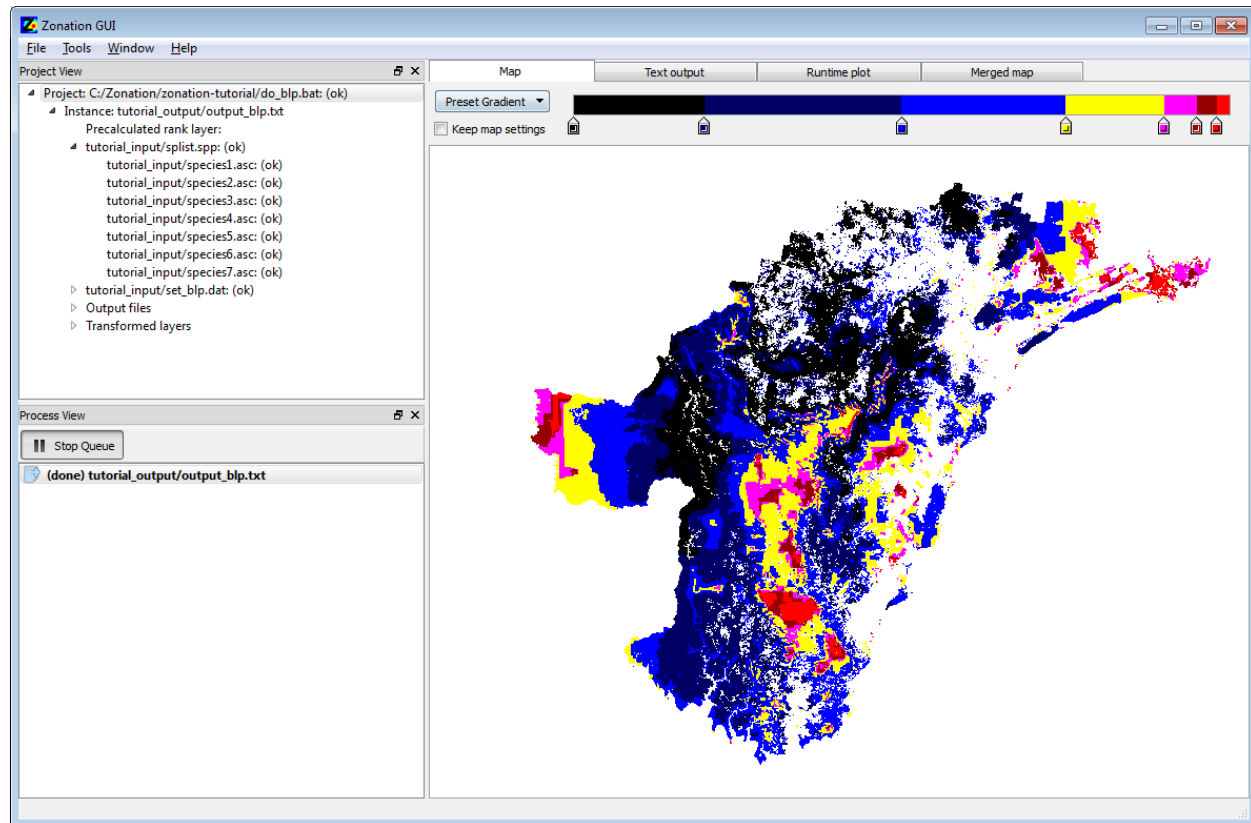 Zonation GUI
File Tools Window Help
Project View
Project: C:/Zonation/zonation-tutorial/do_blp.bat: (ok)
Instance: tutorial_output/output_blp.txt
Precalculated rank layer:
tutorial_input/splist.spp: (ok)
tutorial_input/species1.asc: (ok)
tutorial_input/species2.asc: (ok)
tutorial_input/species3.asc: (ok)
tutorial_input/species4.asc: (ok)
tutorial_input/species5.asc: (ok)
tutorial_input/species6.asc: (ok)
tutorial_input/species7.asc: (ok)
tutorial_input/set_blp.dat: (ok)
Output files
Transformed layers
Process View
Stop Queue
(done) tutorial_output/output_blp.txt
Map Text output Runtime plot Merged map
Preset Gradient
Keep map settings